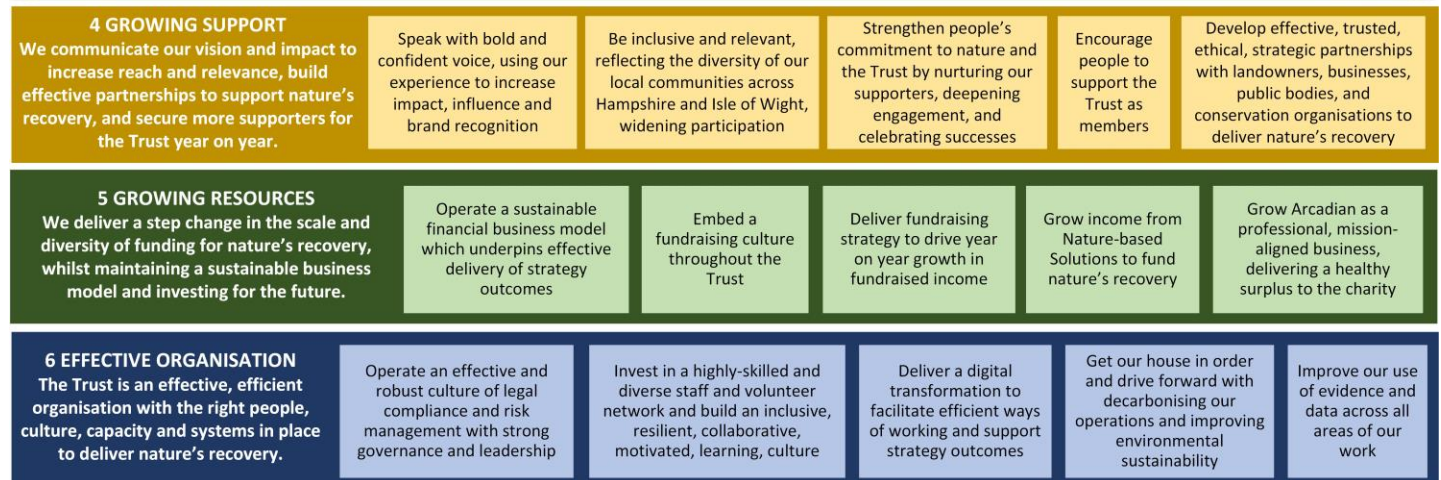 4 GROWING SUPPORT
We communicate our vision and impact to
increase reach and relevance, build
effective partnerships to support nature's
recovery, and secure more supporters for
the Trust year on year.
Speak with bold and
confident voice, using our
experience to increase
impact, influence and
brand recognition
Be inclusive and relevant,
reflecting the diversity of our
local communities across
Hampshire and Isle of Wight,
widening participation
Strengthen people's
commitment to nature and
the Trust by nurturing our
supporters, deepening
engagement, and
celebrating successes
Encourage
people to
support the
Trust as
members
Develop effective, trusted,
ethical, strategic partnerships
with landowners, businesses,
public bodies, and
conservation organisations to
deliver nature's recovery
5 GROWING RESOURCES
We deliver a step change in the scale and
diversity of funding for nature's recovery,
whilst maintaining a sustainable business
model and investing for the future.
Operate a sustainable
financial business model
which underpins effective
delivery of strategy
outcomes
Embed a
fundraising culture
throughout the
Trust
Deliver fundraising
strategy to drive year
on year growth in
fundraised income
Grow income from
Nature-based
Solutions to fund
nature's recovery
Grow Arcadian as a
professional, mission-
aligned business,
delivering a healthy
surplus to the charity
6 EFFECTIVE ORGANISATION
The Trust is an effective, efficient
organisation with the right people,
culture, capacity and systems in place
to deliver nature's recovery.
Operate an effective and
robust culture of legal
compliance and risk
management with strong
governance and leadership
Invest in a highly-skilled and
diverse staff and volunteer
network and build an inclusive,
resilient, collaborative,
motivated, learning, culture
Deliver a digital
transformation to
facilitate efficient ways
of working and support
strategy outcomes
Get our house in order
and drive forward with
decarbonising our
operations and improving
environmental
sustainability
Improve our use
of evidence and
data across all
areas of our
work